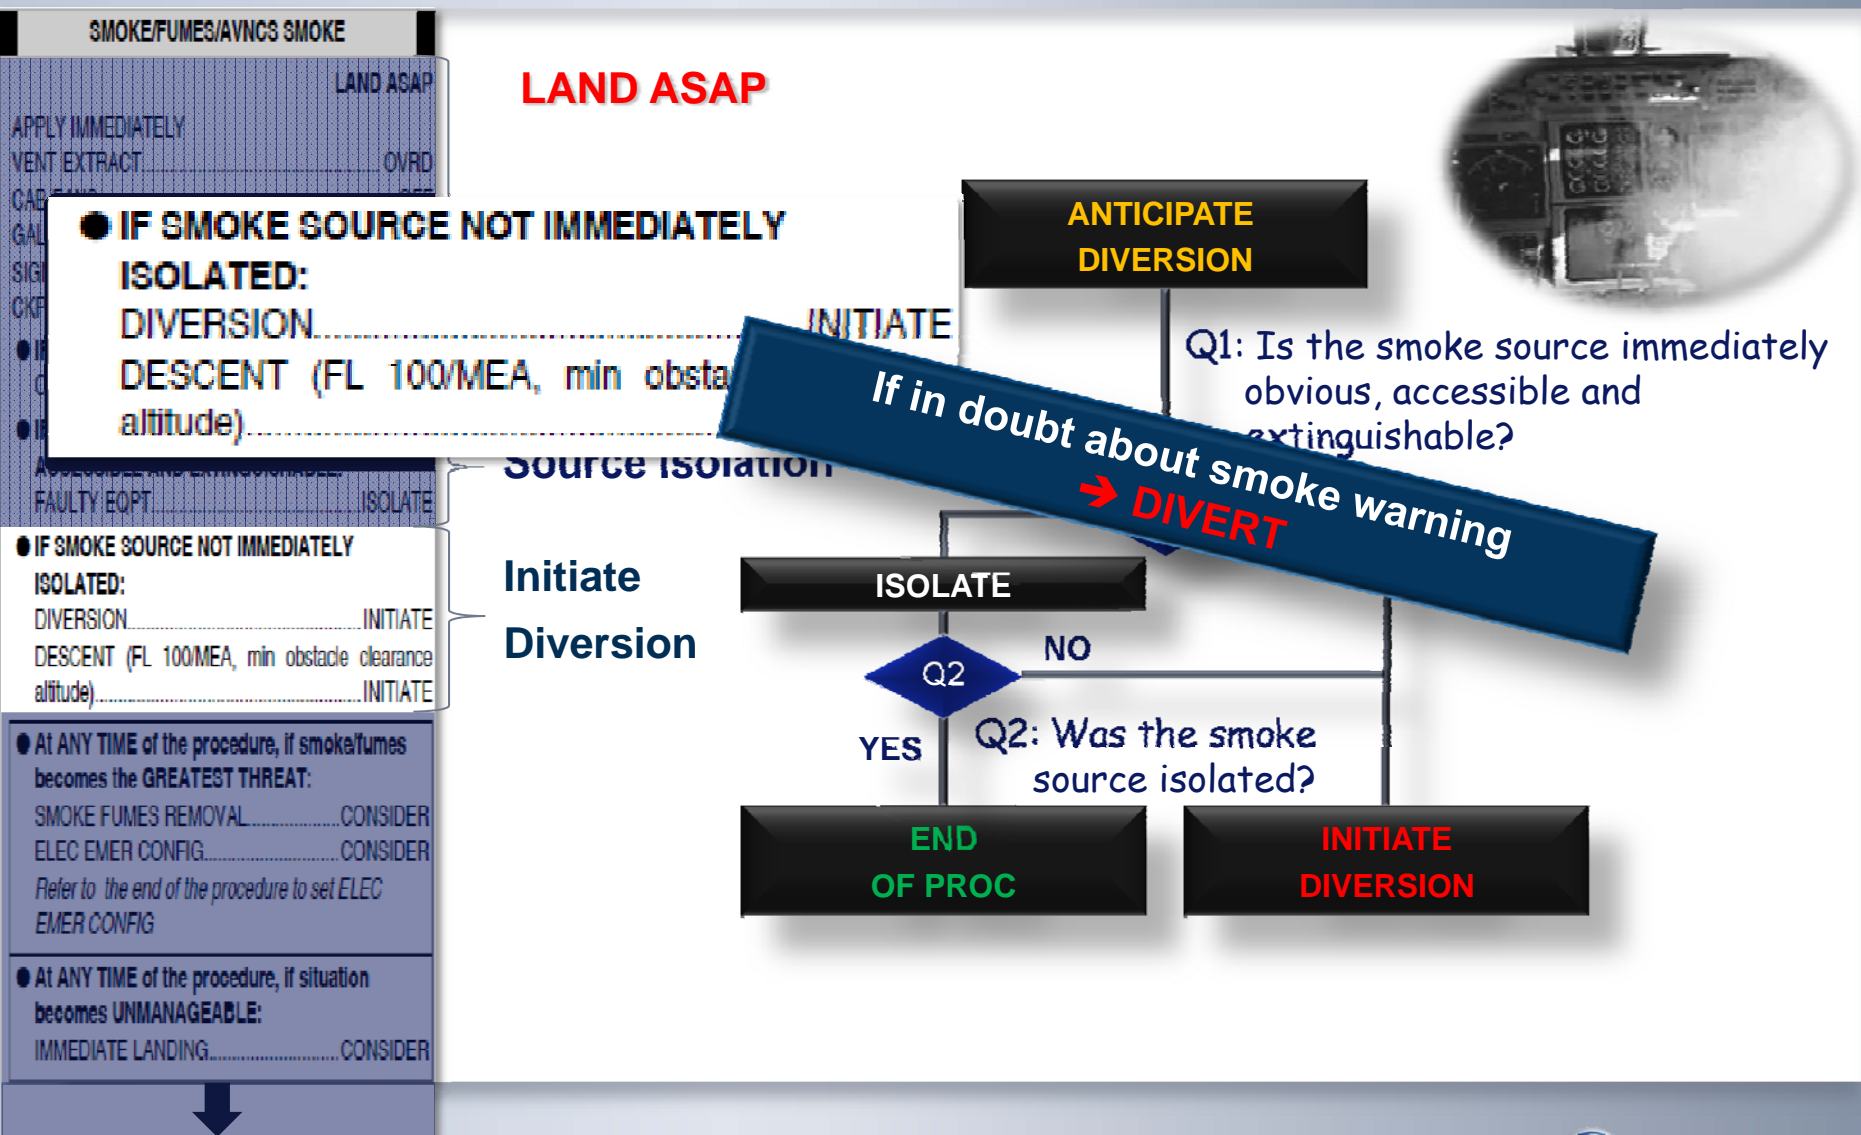 SMOKE/FUMES/AVNCS SMOKE
LAND ASAP
APPLY IMMEDIATELY
VENT EXTRACT OVRD
FAULTY EQPT ISOLATE
● IF SMOKE SOURCE NOT IMMEDIATELY
ISOLATED:
DIVERSION INITIATE
DESCENT (FL 100/MEA, min obstacle clearance
altitude) INITIATE
● At ANY TIME of the procedure, if smoke/fumes
becomes the GREATEST THREAT:
SMOKE FUMES REMOVAL CONSIDER
ELEC EMER CONFIG CONSIDER
Refer to the end of the procedure to set ELEC
EMER CONFIG
● At ANY TIME of the procedure, if situation
becomes UNMANAGEABLE:
IMMEDIATE LANDING CONSIDER
LAND ASAP
● IF SMOKE SOURCE NOT IMMEDIATELY
ISOLATED:
DIVERSION INITIATE
DESCENT (FL 100/MEA, min
altitude)
Source Isolation
Initiate
Diversion
ANTICIPATE
DIVERSION
Q1: Is the smoke source immediately
obvious, accessible and
extinguishable?
If in doubt about smoke warning
➔ DIVERT
ISOLATE
Q2
NO
YES
Q2: Was the smoke
source isolated?
END
OF PROC
INITIATE
DIVERSION